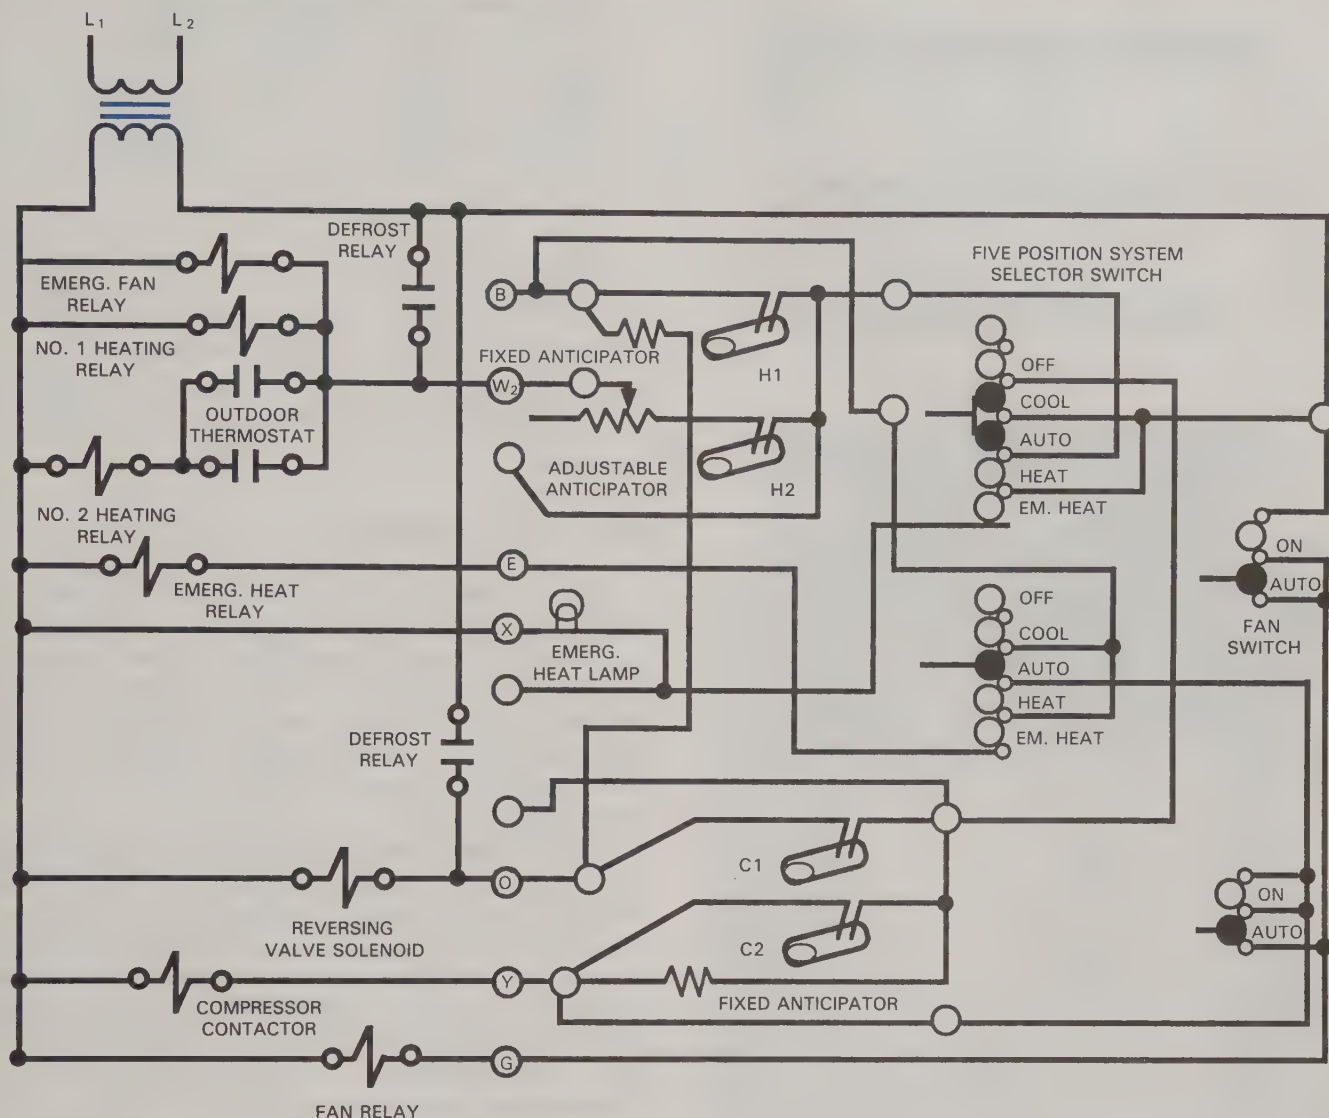 L1 L2
DEFROST
RELAY
FIVE POSITION SYSTEM
SELECTOR SWITCH
EMERG. FAN
RELAY
B
NO. 1 HEATING
RELAY
FIXED ANTICIPATOR
H1
OFF
W2
COOL
OUTDOOR
THERMOSTAT
AUTO
ADJUSTABLE
ANTICIPATOR
H2
HEAT
EM. HEAT
NO. 2 HEATING
RELAY
ON
E
AUTO
EMERG. HEAT
RELAY
FAN
SWITCH
OFF
X
EMERG.
HEAT LAMP
COOL
AUTO
HEAT
EM. HEAT
DEFROST
RELAY
C1
O
ON
REVERSING
VALVE SOLENOID
C2
AUTO
Y
FIXED ANTICIPATOR
COMPRESSOR
CONTACTOR
G
FAN RELAY